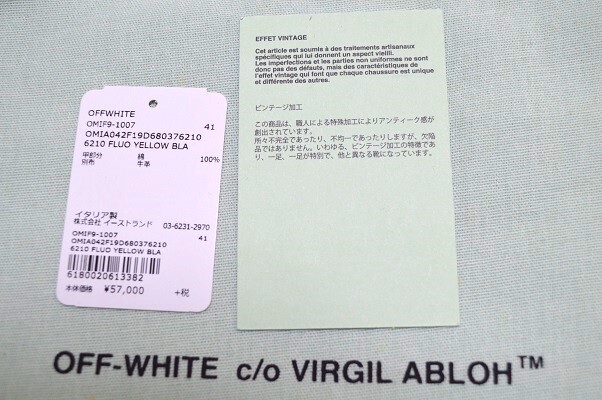 OFFWHITE
OMIF9-1007 41
OMIA042F19D680376210
6210 FLUO YELLOW BLA
甲部分 綿 100%
別布 牛革
イタリア製
株式会社 イーストランド 03-6231-2970
OMIF9-1007 41
OMIA042F19D680376210
6210 FLUO YELLOW BLA
6180020613382
本体価格 ¥57,000 +税
EFFET VINTAGE
Cet article est soumis à des traitements artisanaux
spécifiques qui lui donnent un aspect vieilli.
Les imperfections et les parties non uniformes ne sont
donc pas des défauts, mais des caractéristiques de
l'effet vintage qui font que chaque chaussure est unique
et différente des autres.
ビンテージ加工
この商品は、職人による特殊加工によりアンティーク感が
創出されています。
所々不完全であったり、不均一であったりしますが、欠陥
品ではありません。いわゆる、ビンテージ加工の特徴であ
り、一足、一足が特別で、他と異なる靴になっています。
OFF-WHITE c/o VIRGIL ABLOH™